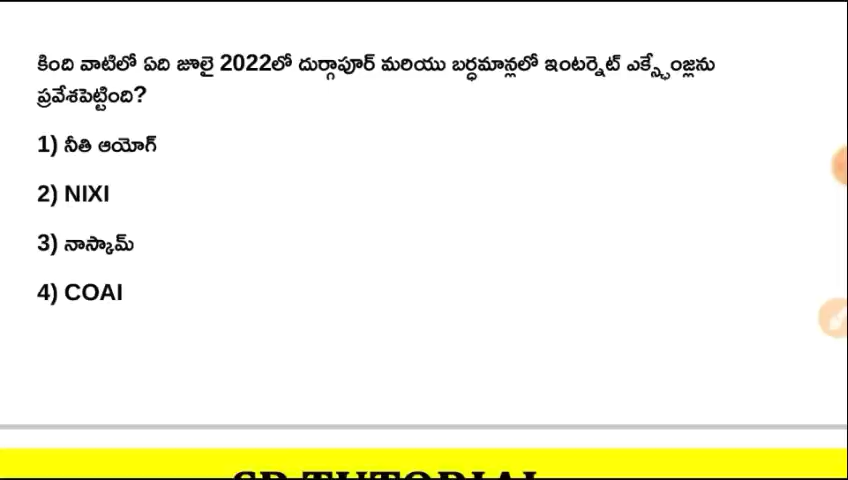 కింది వాటిలో ఏది జూలై 2022లో దుర్గాపూర్ మరియు బర్ధమాన్లలో ఇంటర్నెట్ ఎక్స్ఛేంజ్లను
ప్రవేశపెట్టింది?
1) నీతి ఆయోగ్
2) NIXI
3) నాస్కామ్
4) COAI
SP TUTORIAL